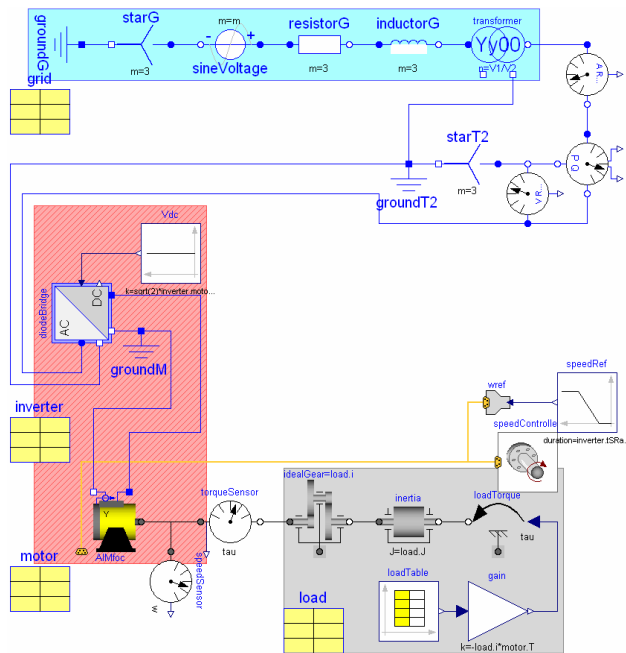 starG
m=m
resistorG
inductorG
transformer
groundG
Yy00
-
+
m=3
sineVoltage
m=3
m=3
n=V1/V2
grid
A R...
starT2
P Q
m=3
groundT2
V R...
Vdc
diodeBridge
DC
AC
k=sqrt(2)*inverter.moto...
groundM
speedRef
wref
inverter
speedControlle
duration=inverter.tSRa...
idealGear=load.i
torqueSensor
inertia
loadTorque
Y
AIMfoc
tau
J=load.J
tau
motor
speedSensor
w
loadTable
gain
load
k=-load.i*motor.T